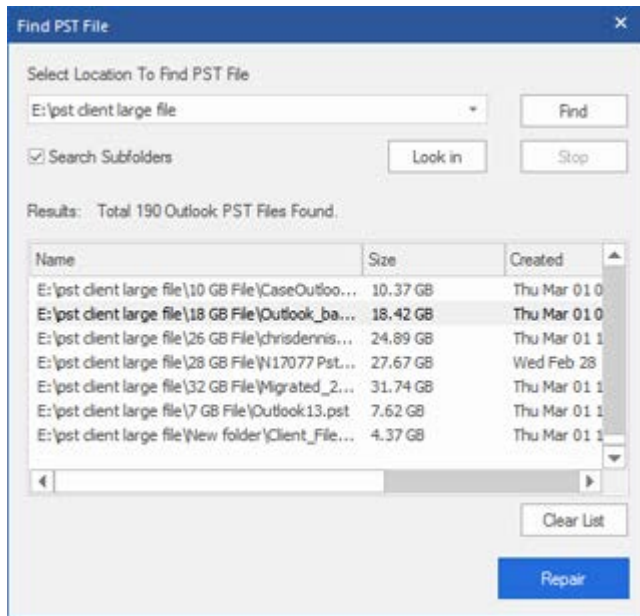 Find PST File
Select Location To Find PST File
E:\pst client large file
Find
Search Subfolders
Look in
Stop
Results: Total 190 Outlook PST Files Found.
Name Size Created
E:\pst client large file\10 GB File\CaseOutloo... 10.37 GB Thu Mar 01 0
E:\pst client large file\18 GB File\Outlook_ba... 18.42 GB Thu Mar 01 0
E:\pst client large file\26 GB File\chrisdennis... 24.89 GB Thu Mar 01 1
E:\pst client large file\28 GB File\N17077 Pst... 27.67 GB Wed Feb 28
E:\pst client large file\32 GB File\Migrated_2... 31.74 GB Thu Mar 01 1
E:\pst client large file\7 GB File\Outlook13.pst 7.62 GB Thu Mar 01 1
E:\pst client large file\New folder\Client_File... 4.37 GB Thu Mar 01 1
Clear List
Repair